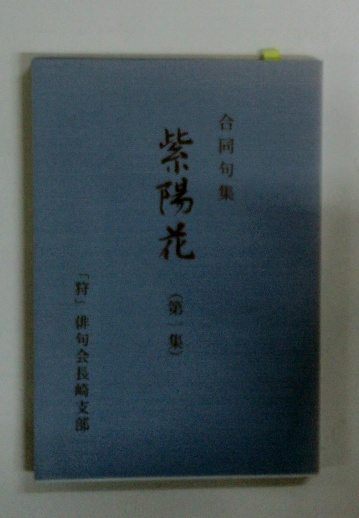 合同句集
紫陽花
(第一集)
「狩」俳句会長崎支部